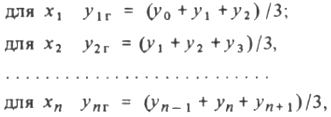 для x₁ y₁г = (y₀ + y₁ + y₂) /3;
для x₂ y₂г = (y₁ + y₂ + y₃)/3,
. . . . . . . . . . . . . . . . . . . . . . . . . . .
для xₙ yₙг = (yₙ₋₁ + yₙ + yₙ₊₁)/3,